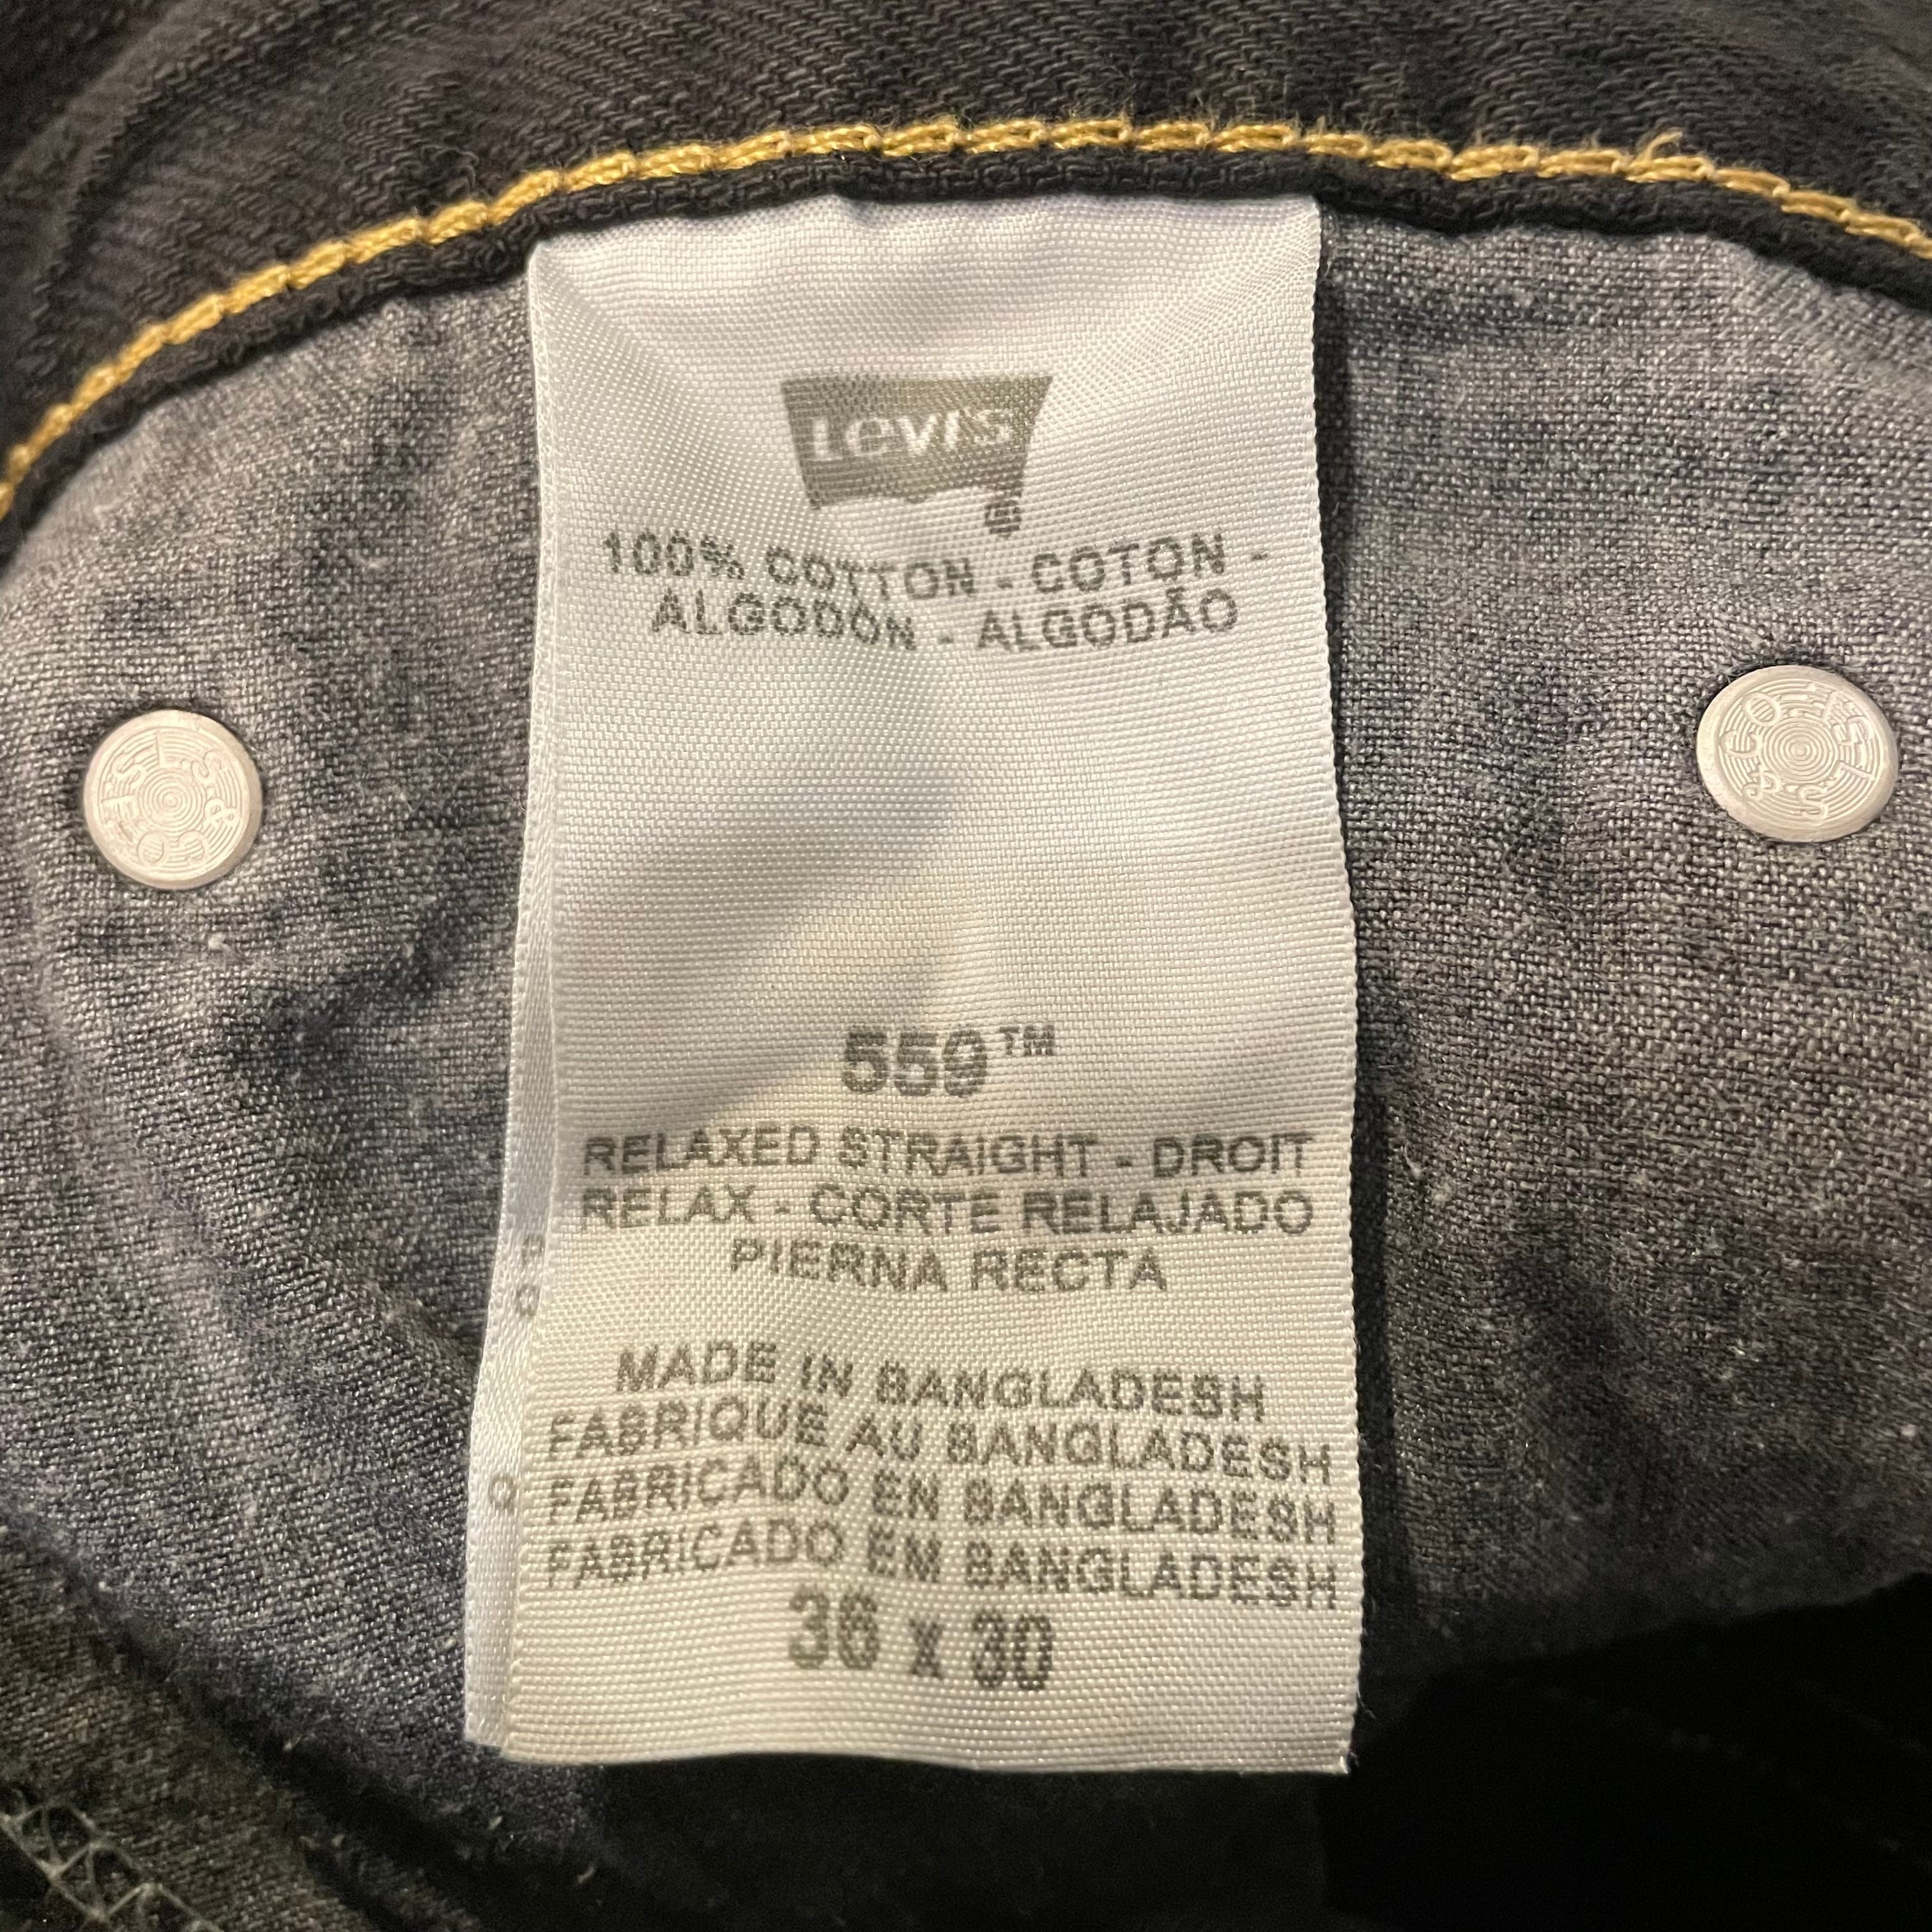 Levi's
100% COTTON - COTON -
ALGODÓN - ALGODÃO
559™
RELAXED STRAIGHT - DROIT
RELAX - CORTE RELAJADO
PIERNA RECTA
MADE IN BANGLADESH
FABRIQUE AU BANGLADESH
FABRICADO EN BANGLADESH
FABRICADO EM BANGLADESH
36 x 30